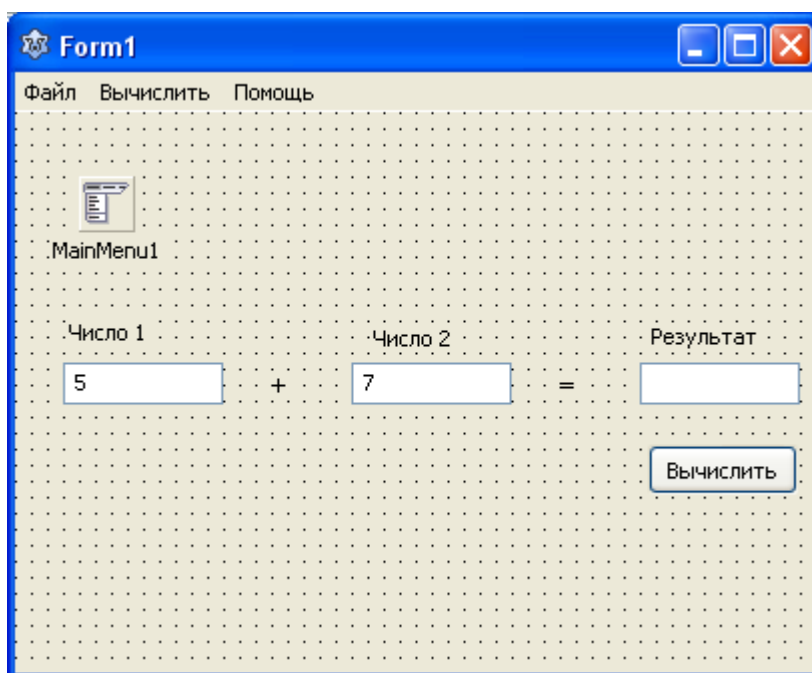 Form1
Файл Вычислить Помощь
MainMenu1
Число 1 Число 2 Результат
5 + 7 =
Вычислить